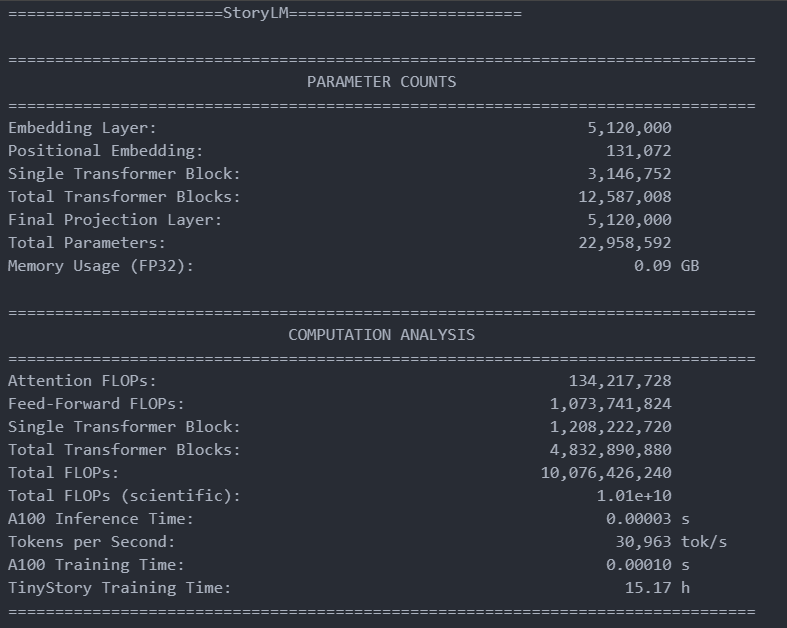 =======================StoryLM=========================
================================================================================
PARAMETER COUNTS
================================================================================
Embedding Layer: 5,120,000
Positional Embedding: 131,072
Single Transformer Block: 3,146,752
Total Transformer Blocks: 12,587,008
Final Projection Layer: 5,120,000
Total Parameters: 22,958,592
Memory Usage (FP32): 0.09 GB
================================================================================
COMPUTATION ANALYSIS
================================================================================
Attention FLOPs: 134,217,728
Feed-Forward FLOPs: 1,073,741,824
Single Transformer Block: 1,208,222,720
Total Transformer Blocks: 4,832,890,880
Total FLOPs: 10,076,426,240
Total FLOPs (scientific): 1.01e+10
A100 Inference Time: 0.00003 s
Tokens per Second: 30,963 tok/s
A100 Training Time: 0.00010 s
TinyStory Training Time: 15.17 h
================================================================================